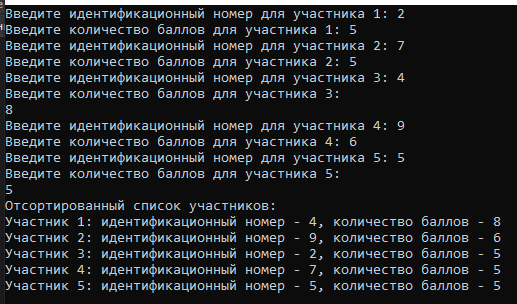 Введите идентификационный номер для участника 1: 2
Введите количество баллов для участника 1: 5
Введите идентификационный номер для участника 2: 7
Введите количество баллов для участника 2: 5
Введите идентификационный номер для участника 3: 4
Введите количество баллов для участника 3:
8
Введите идентификационный номер для участника 4: 9
Введите количество баллов для участника 4: 6
Введите идентификационный номер для участника 5: 5
Введите количество баллов для участника 5:
5
Отсортированный список участников:
Участник 1: идентификационный номер - 4, количество баллов - 8
Участник 2: идентификационный номер - 9, количество баллов - 6
Участник 3: идентификационный номер - 2, количество баллов - 5
Участник 4: идентификационный номер - 7, количество баллов - 5
Участник 5: идентификационный номер - 5, количество баллов - 5